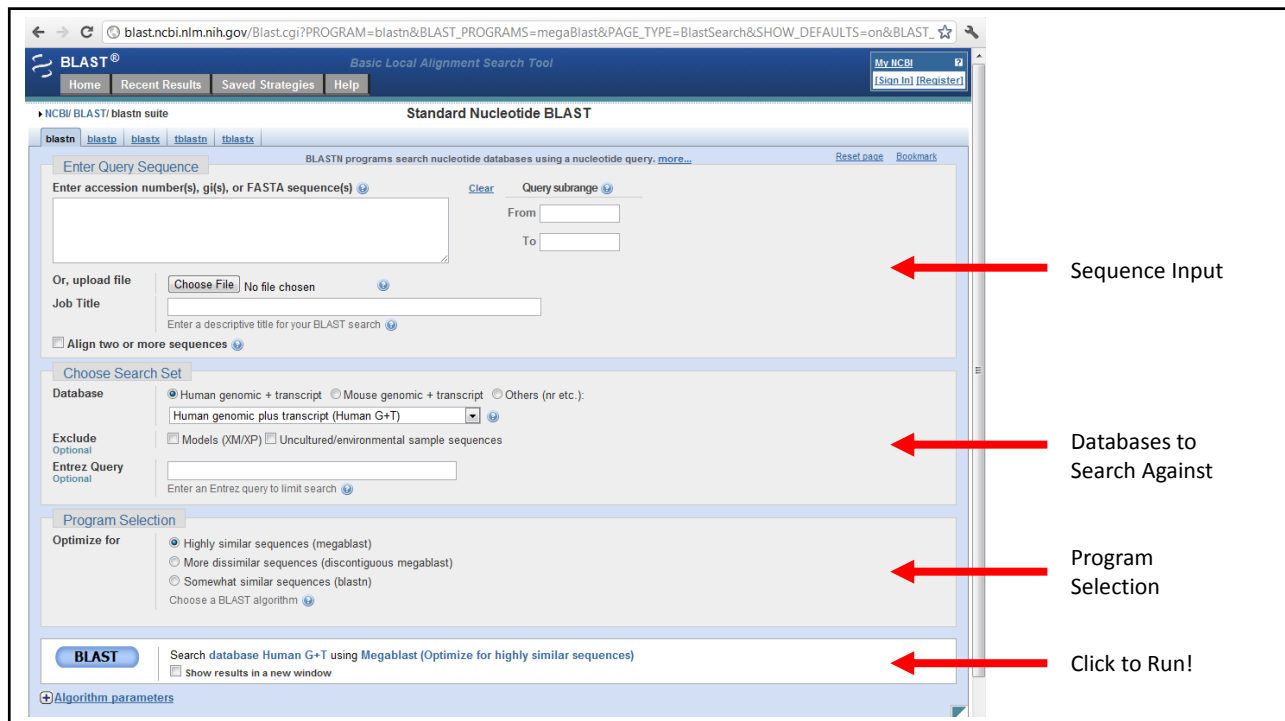 blast.ncbi.nlm.nih.gov/Blast.cgi?PROGRAM=blastn&BLAST_PROGRAMS=megaBlast&PAGE_TYPE=BlastSearch&SHOW_DEFAULTS=on&BLAST_
BLAST®
Basic Local Alignment Search Tool
My NCBI
?
[Sign In] [Register]
Home Recent Results Saved Strategies Help
NCBI/ BLAST/ blastn suite
Standard Nucleotide BLAST
blastn blastp blastx tblastn tblastx
Enter Query Sequence
BLASTN programs search nucleotide databases using a nucleotide query. more...
Reset page Bookmark
Enter accession number(s), gi(s), or FASTA sequence(s)
Clear
Query subrange
From
To
Or, upload file
Choose File No file chosen
Job Title
Enter a descriptive title for your BLAST search
Align two or more sequences
Sequence Input
Choose Search Set
Database
Human genomic + transcript Mouse genomic + transcript Others (nr etc.):
Human genomic plus transcript (Human G+T)
Exclude
Optional
Models (XM/XP) Uncultured/environmental sample sequences
Entrez Query
Optional
Enter an Entrez query to limit search
Databases to
Search Against
Program Selection
Optimize for
Highly similar sequences (megablast)
More dissimilar sequences (discontiguous megablast)
Somewhat similar sequences (blastn)
Choose a BLAST algorithm
Program
Selection
BLAST
Search database Human G+T using Megablast (Optimize for highly similar sequences)
Show results in a new window
Click to Run!
Algorithm parameters